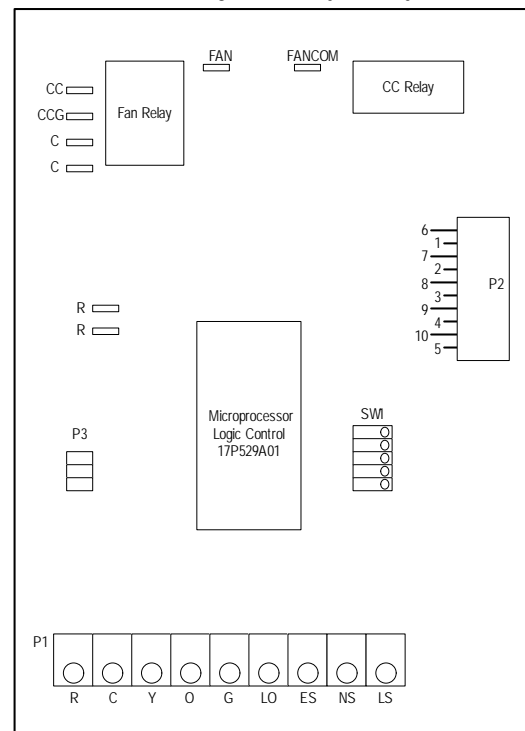 FAN FANCOM
CC
CCG
C
C
Fan Relay
CC Relay
6
1
7
2
8
3
9
4
10
5
P2
R
R
Microprocessor
Logic Control
17P529A01
SW1
P3
P1
R C Y O G LO ES NS LS